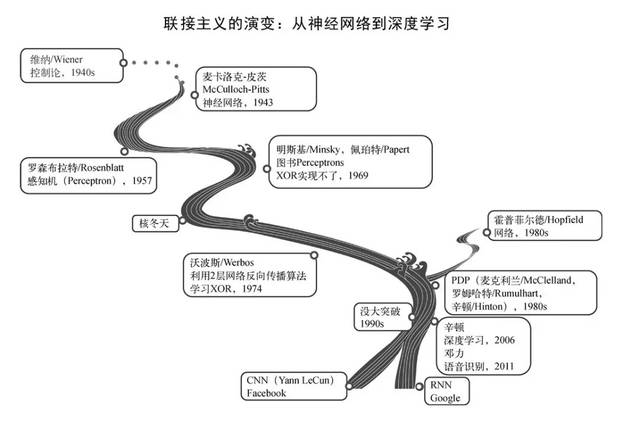 联接主义的演变：从神经网络到深度学习
维纳/Wiener
控制论，1940s
麦卡洛克-皮茨
McCulloch-Pitts
神经网络，1943
罗森布拉特/Rosenblatt
感知机（Perceptron），1957
明斯基/Minsky，佩珀特/Papert
图书Perceptrons
XOR实现不了，1969
核冬天
霍普菲尔德/Hopfield
网络，1980s
沃波斯/Werbos
利用2层网络反向传播算法
学习XOR，1974
PDP（麦克利兰/McClelland，
罗姆哈特/Rumulhart，
辛顿/Hinton），1980s
没大突破
1990s
辛顿
深度学习，2006
邓力
语音识别，2011
CNN（Yann LeCun）
Facebook
RNN
Google